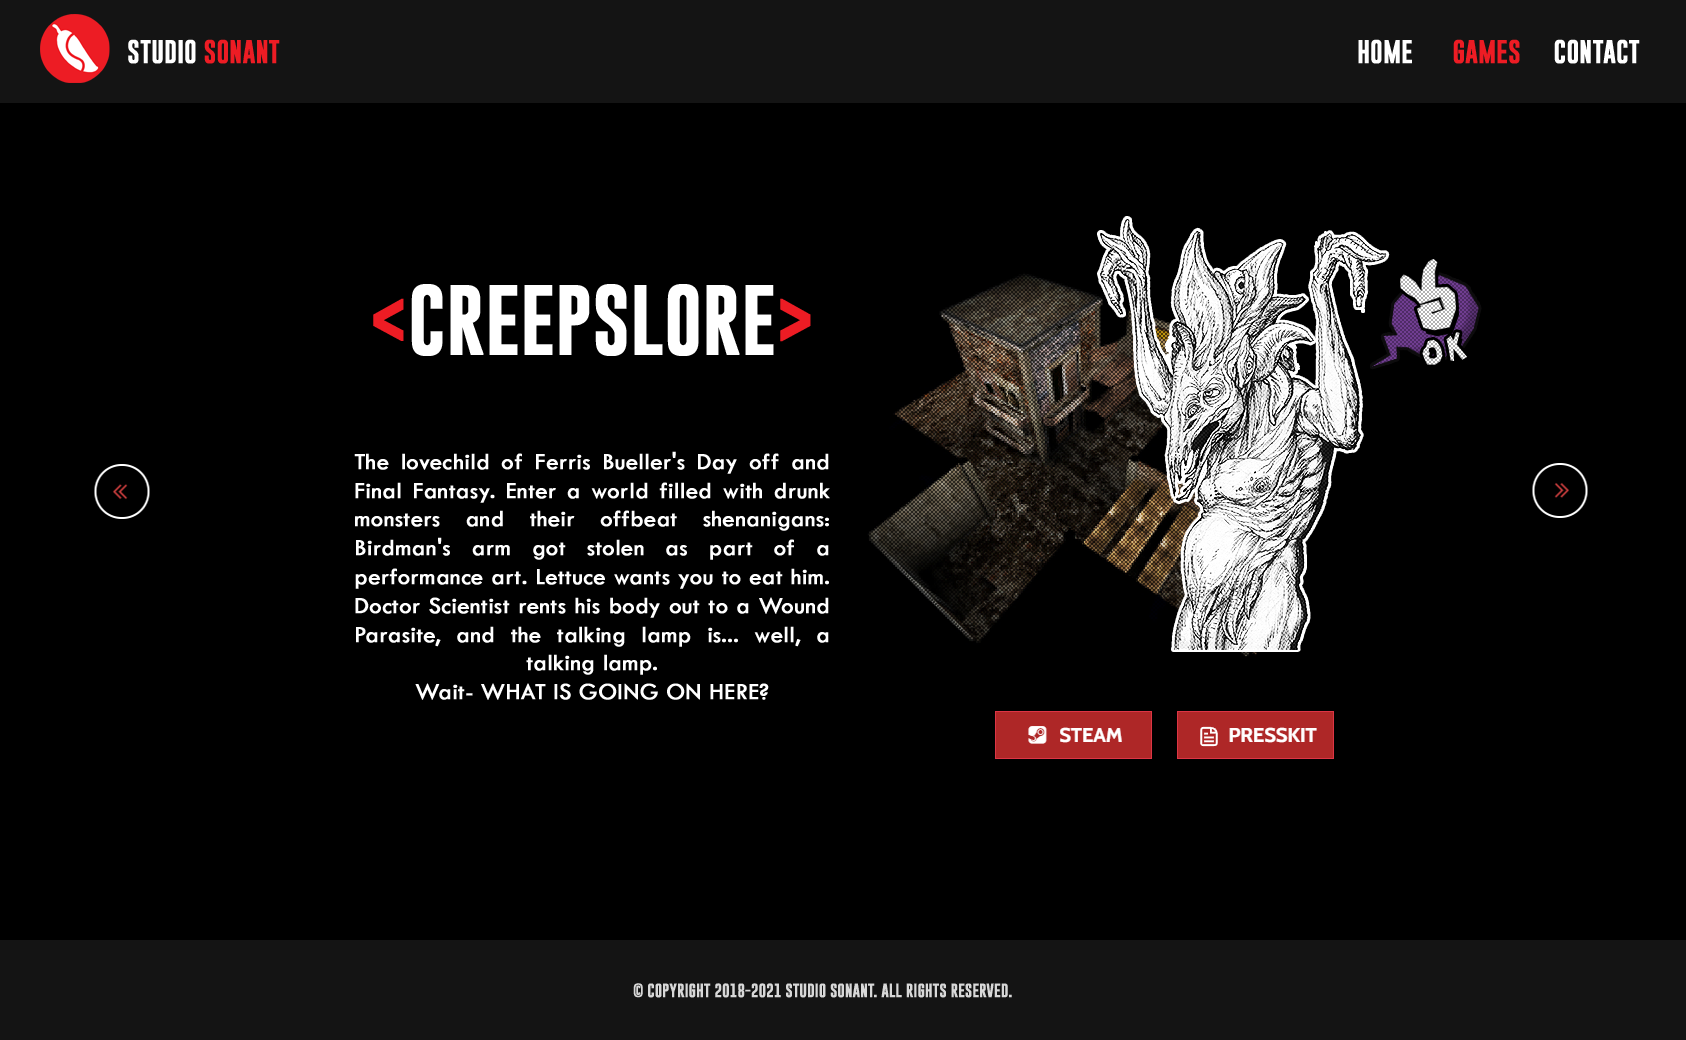 STUDIO SONANT
HOME
GAMES
CONTACT
<CREEPSLORE>
The lovechild of Ferris Bueller's Day off and
Final Fantasy. Enter a world filled with drunk
monsters and their offbeat shenanigans:
Birdman's arm got stolen as part of a
performance art. Lettuce wants you to eat him.
Doctor Scientist rents his body out to a Wound
Parasite, and the talking lamp is... well, a
talking lamp.
Wait- WHAT IS GOING ON HERE?
OK
STEAM
PRESSKIT
© COPYRIGHT 2018-2021 STUDIO SONANT. ALL RIGHTS RESERVED.